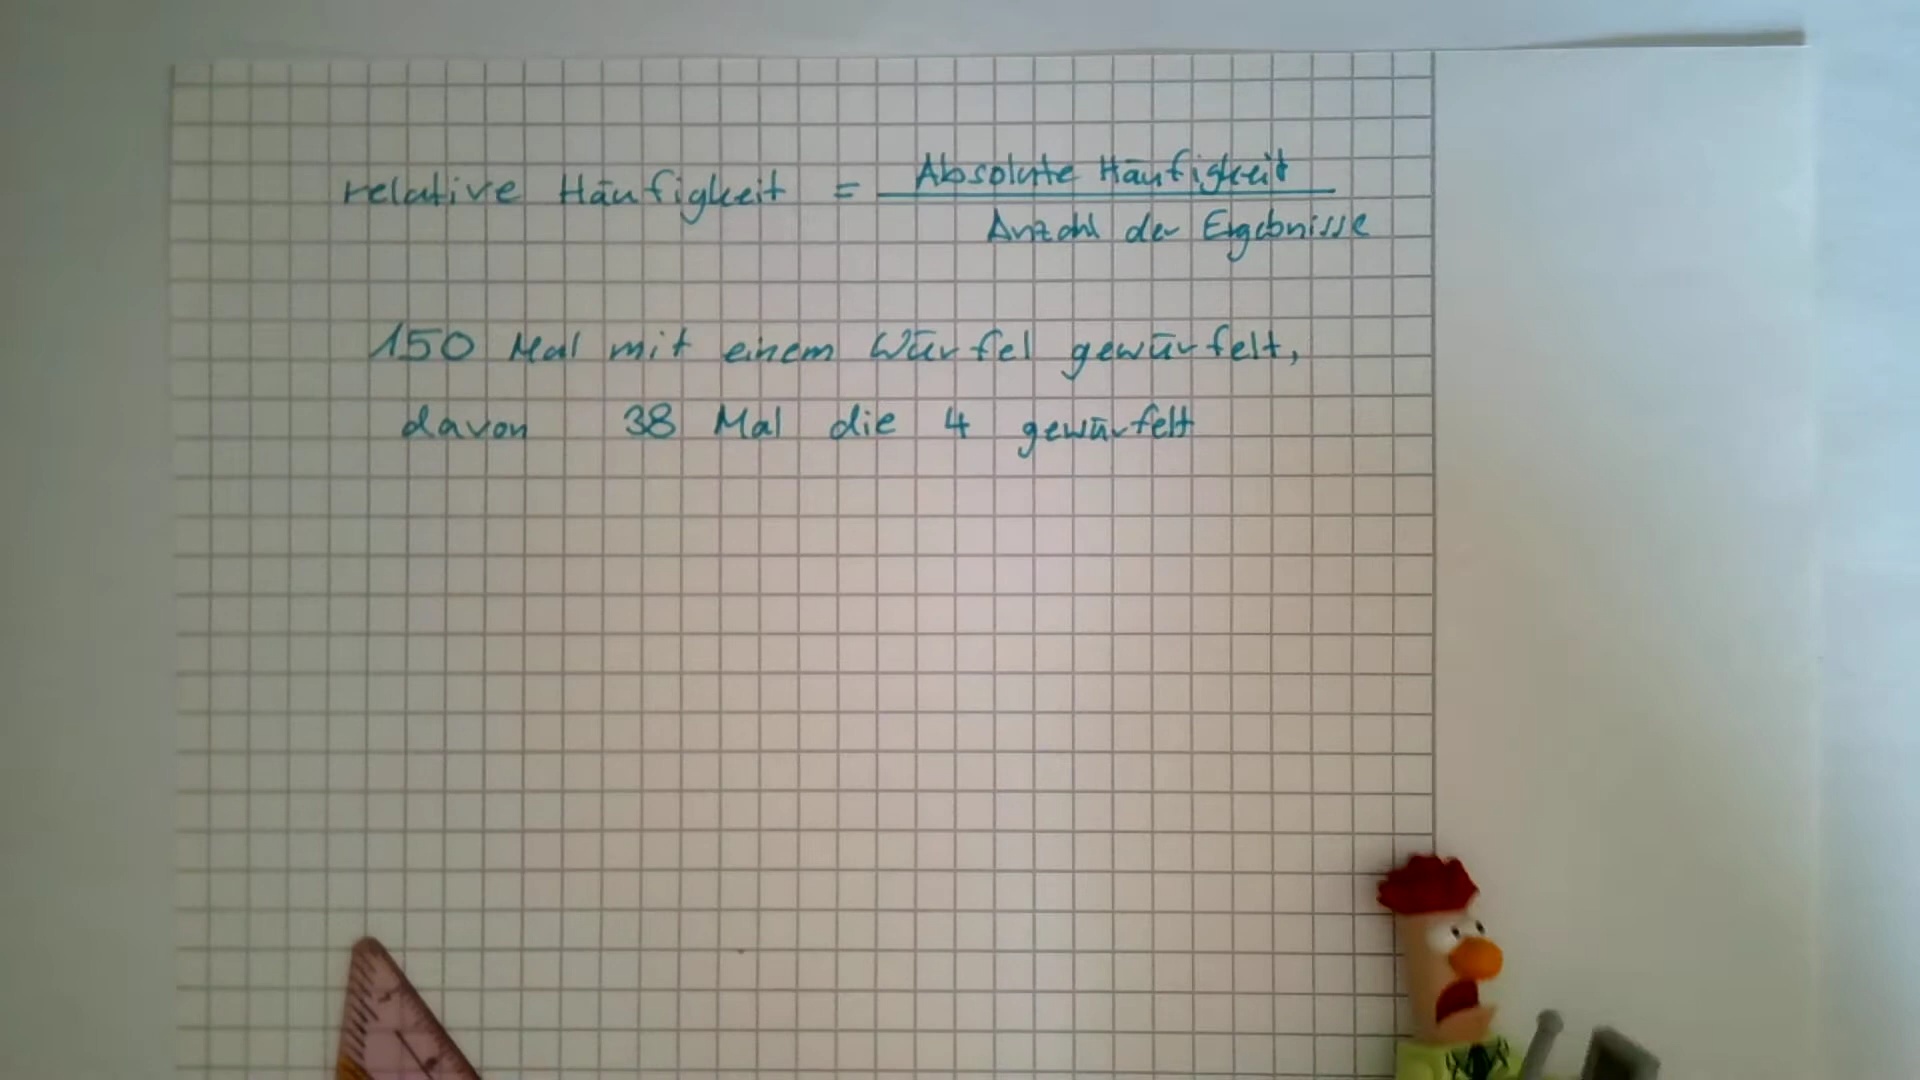 relative Häufigkeit = Absolute Häufigkeit
Anzahl der Ergebnisse
150 Mal mit einem Würfel gewürfelt,
davon 38 Mal die 4 gewürfelt